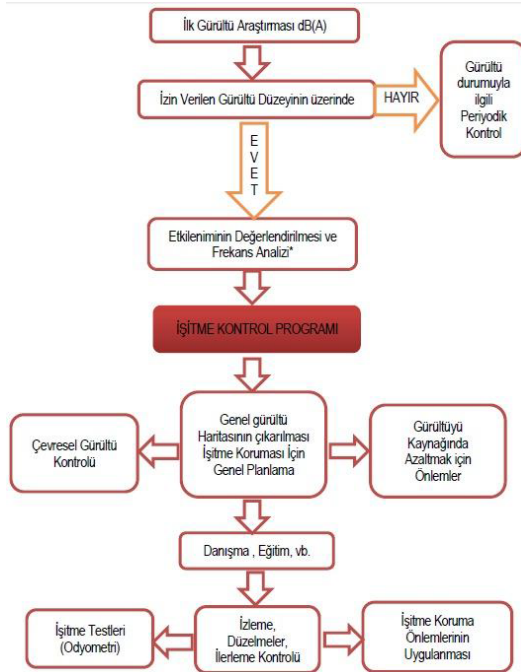 İlk Gürültü Araştırması dB(A)
İzin Verilen Gürültü Düzeyinin üzerinde
HAYIR
Gürültü
durumuyla
ilgili
Periyodik
Kontrol
E
V
E
T
Etkileniminin Değerlendirilmesi ve
Frekans Analizi*
İŞİTME KONTROL PROGRAMI
Çevresel Gürültü
Kontrolü
Genel gürültü
Haritasının çıkarılması
İşitme Koruması İçin
Genel Planlama
Gürültüyü
Kaynağında
Azaltmak için
Önlemler
Danışma , Eğitim, vb.
İşitme Testleri
(Odyometri)
İzleme,
Düzelmeler,
İlerleme Kontrolü
İşitme Koruma
Önlemlerinin
Uygulanması